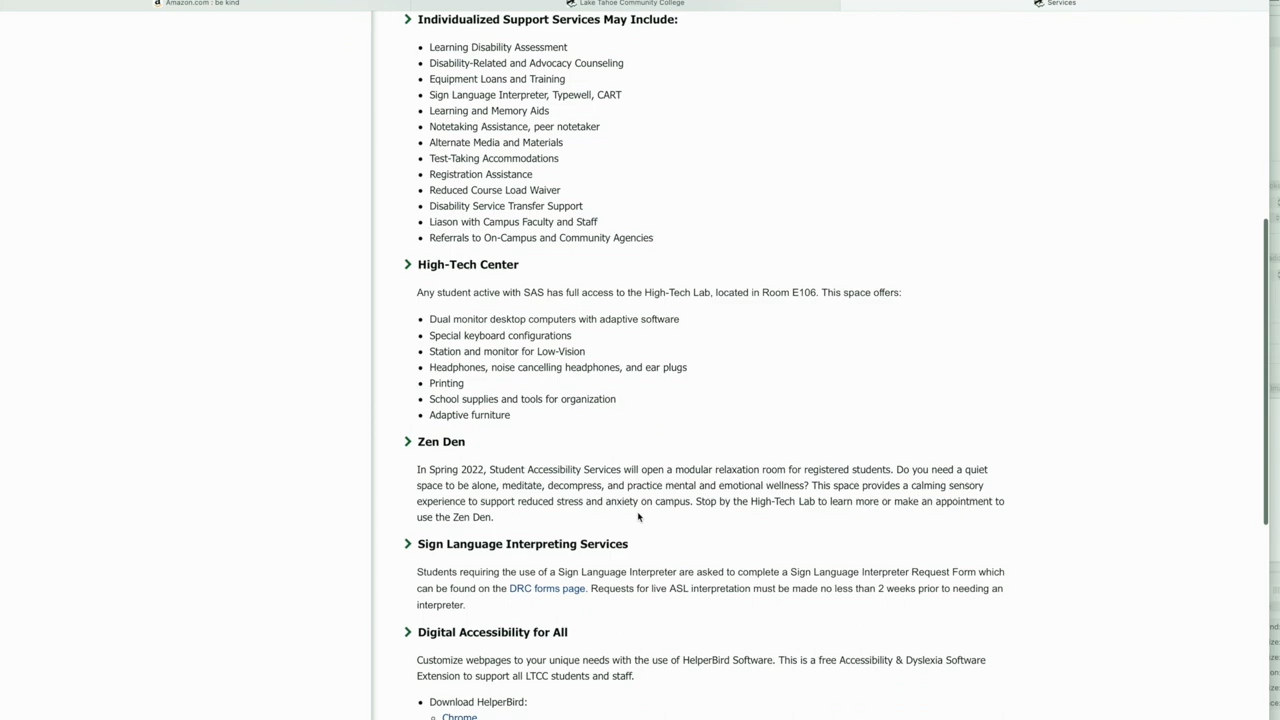 Amazon.com : be kind
Lake Tahoe Community College
Services
Individualized Support Services May Include:
Learning Disability Assessment
Disability-Related and Advocacy Counseling
Equipment Loans and Training
Sign Language Interpreter, Typewell, CART
Learning and Memory Aids
Notetaking Assistance, peer notetaker
Alternate Media and Materials
Test-Taking Accommodations
Registration Assistance
Reduced Course Load Waiver
Disability Service Transfer Support
Liason with Campus Faculty and Staff
Referrals to On-Campus and Community Agencies
High-Tech Center
Any student active with SAS has full access to the High-Tech Lab, located in Room E106. This space offers:
Dual monitor desktop computers with adaptive software
Special keyboard configurations
Station and monitor for Low-Vision
Headphones, noise cancelling headphones, and ear plugs
Printing
School supplies and tools for organization
Adaptive furniture
Zen Den
In Spring 2022, Student Accessibility Services will open a modular relaxation room for registered students. Do you need a quiet
space to be alone, meditate, decompress, and practice mental and emotional wellness? This space provides a calming sensory
experience to support reduced stress and anxiety on campus. Stop by the High-Tech Lab to learn more or make an appointment to
use the Zen Den.
Sign Language Interpreting Services
Students requiring the use of a Sign Language Interpreter are asked to complete a Sign Language Interpreter Request Form which
can be found on the DRC forms page. Requests for live ASL interpretation must be made no less than 2 weeks prior to needing an
interpreter.
Digital Accessibility for All
Customize webpages to your unique needs with the use of HelperBird Software. This is a free Accessibility & Dyslexia Software
Extension to support all LTCC students and staff.
Download HelperBird:
Chrome